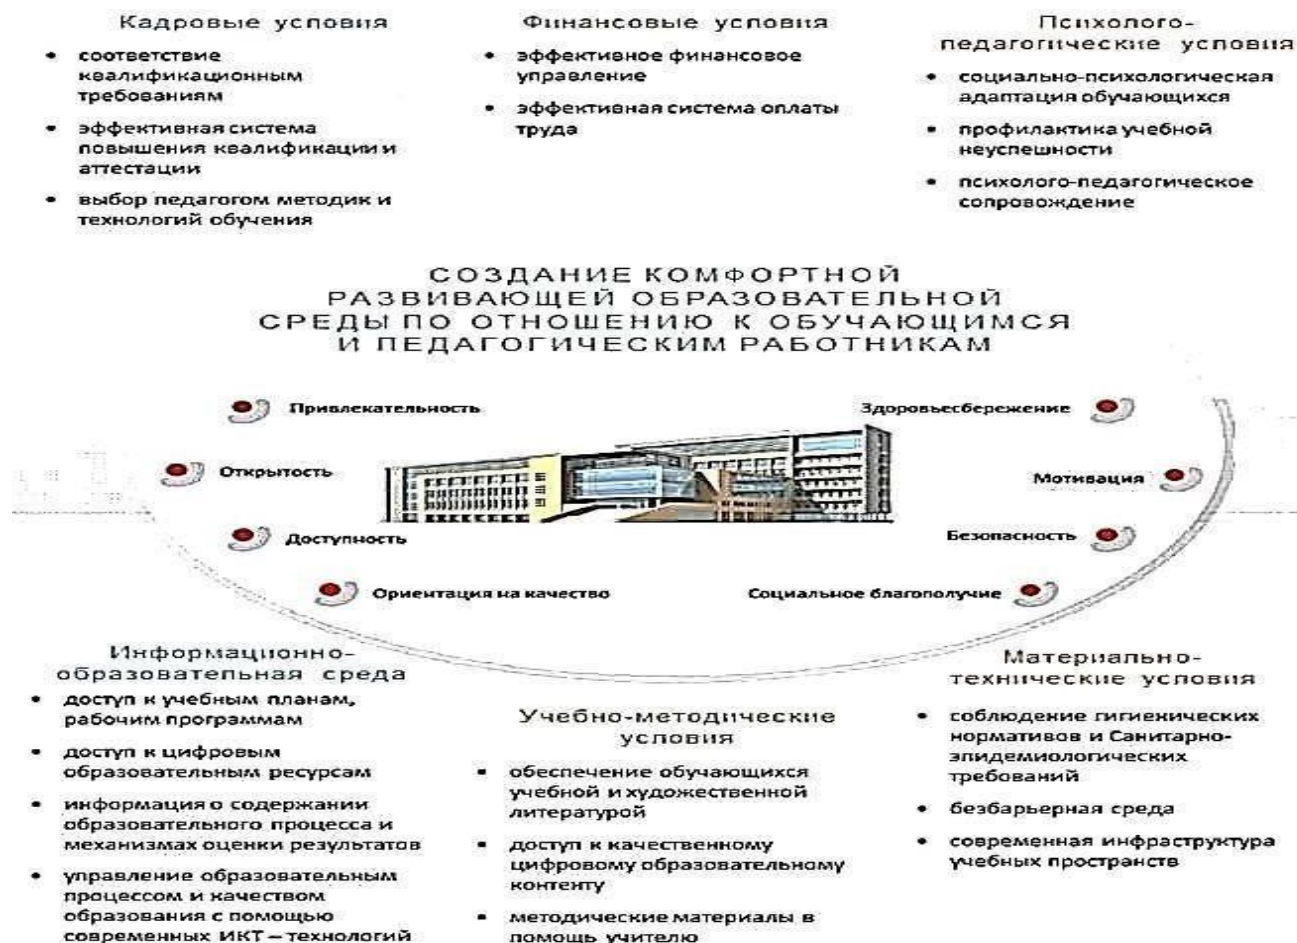 Кадровые условия
• соответствие
квалификационным
требованиям
• эффективная система
повышения квалификации и
аттестации
• выбор педагогом методик и
технологий обучения
Финансовые условия
• эффективное финансовое
управление
• эффективная система оплаты
труда
Психолого-
педагогические условия
• социально-психологическая
адаптация обучающихся
• профилактика учебной
неуспешности
• психолого-педагогическое
сопровождение
СОЗДАНИЕ КОМФОРТНОЙ
РАЗВИВАЮЩЕЙ ОБРАЗОВАТЕЛЬНОЙ
СРЕДЫ ПО ОТНОШЕНИЮ К ОБУЧАЮЩИМСЯ
И ПЕДАГОГИЧЕСКИМ РАБОТНИКАМ
Привлекательность
Здоровьесбережение
Открытость
Мотивация
Доступность
Безопасность
Ориентация на качество
Социальное благополучие
Информационно-
образовательная среда
• доступ к учебным планам,
рабочим программам
• доступ к цифровым
образовательным ресурсам
• информация о содержании
образовательного процесса и
механизмах оценки результатов
• управление образовательным
процессом и качеством
образования с помощью
современных ИКТ – технологий
Учебно-методические
условия
• обеспечение обучающихся
учебной и художественной
литературой
• доступ к качественному
цифровому образовательному
контенту
• методические материалы в
помощь учителю
Материально-
технические условия
• соблюдение гигиенических
нормативов и Санитарно-
эпидемиологических
требований
• безбарьерная среда
• современная инфраструктура
учебных пространств